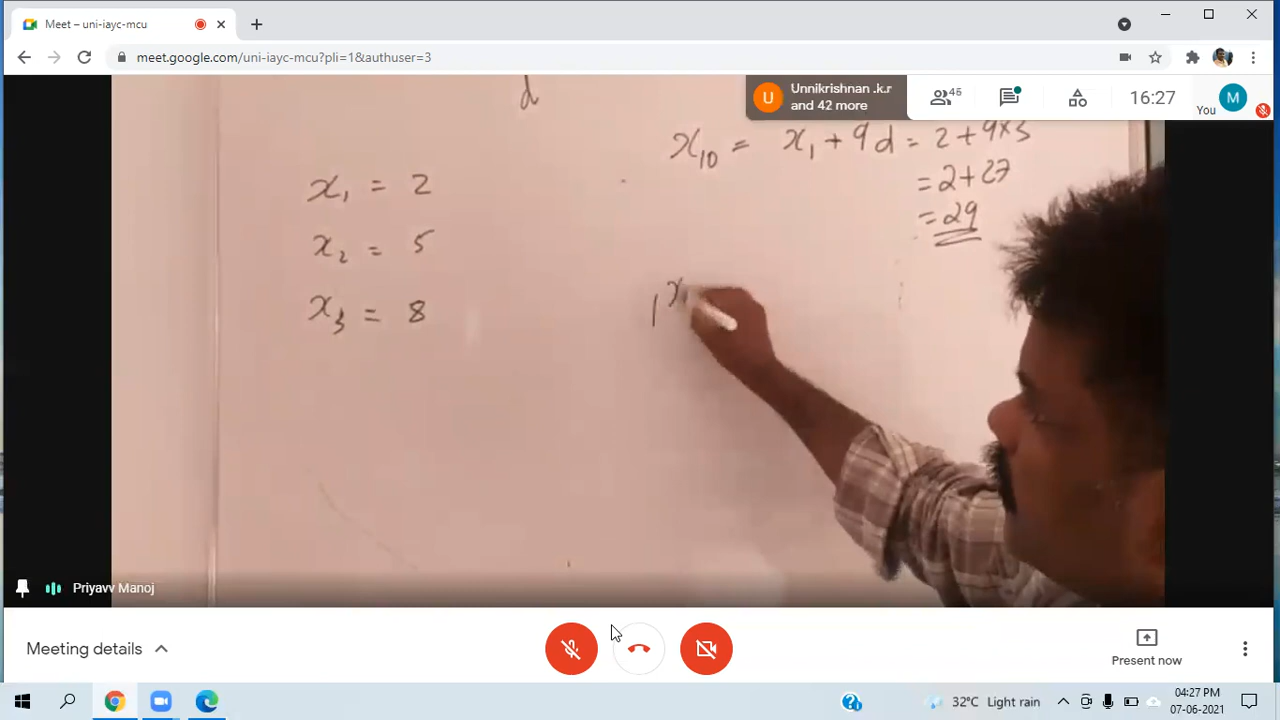 Meet – uni-iayc-mcu
meet.google.com/uni-iayc-mcu?pli=1&authuser=3
U
Unnikrishnan .k.r
and 42 more
45
16:27
You
M
d
x₁₀ = x₁ + 9d = 2 + 9×3
= 2+27
= 29
x₁ = 2
x₂ = 5
x₃ = 8
Priyavv Manoj
Meeting details
Present now
32°C Light rain
04:27 PM
07-06-2021